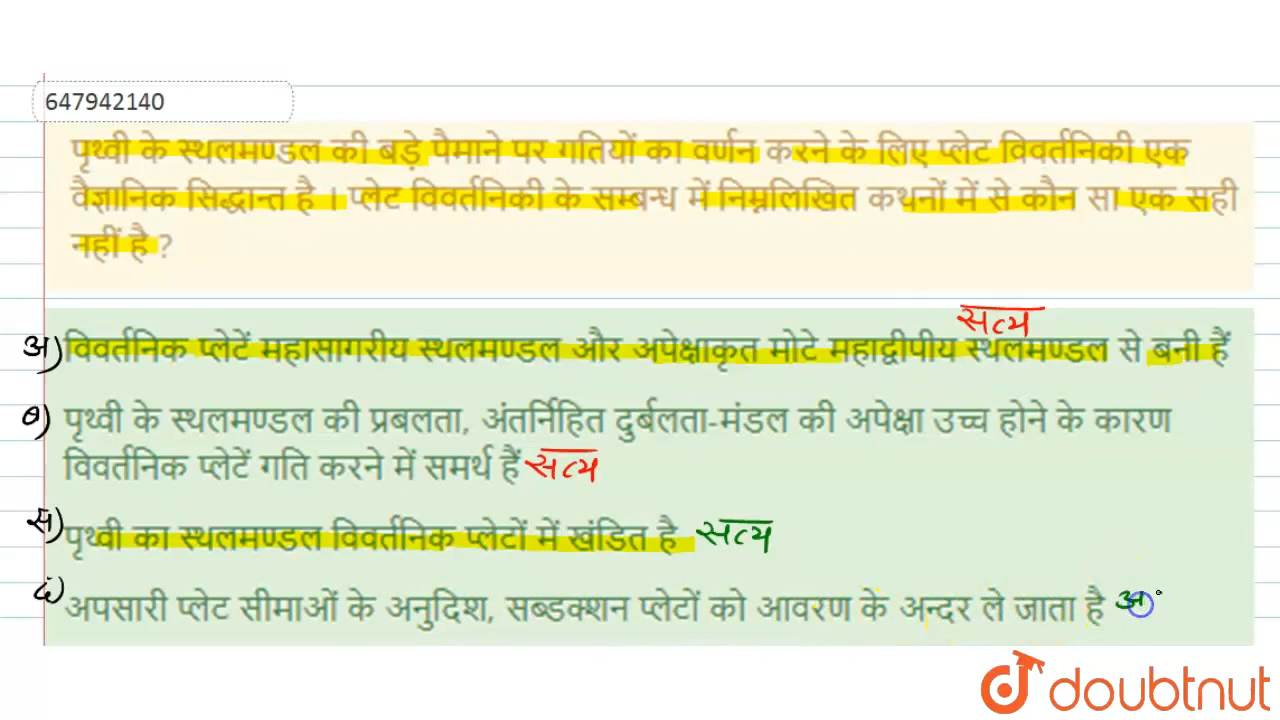 647942140
पृथ्वी के स्थलमण्डल की बड़े पैमाने पर गतियों का वर्णन करने के लिए प्लेट विवर्तनिकी एक
वैज्ञानिक सिद्धान्त है । प्लेट विवर्तनिकी के सम्बन्ध में निम्नलिखित कथनों में से कौन सा एक सही
नहीं है ?
सत्य
अ) विवर्तनिक प्लेटें महासागरीय स्थलमण्डल और अपेक्षाकृत मोटे महाद्वीपीय स्थलमण्डल से बनी हैं
ब) पृथ्वी के स्थलमण्डल की प्रबलता, अंतर्निहित दुर्बलता-मंडल की अपेक्षा उच्च होने के कारण
विवर्तनिक प्लेटें गति करने में समर्थ हैं सत्य
स) पृथ्वी का स्थलमण्डल विवर्तनिक प्लेटों में खंडित है सत्य
द) अपसारी प्लेट सीमाओं के अनुदिश, सब्डक्शन प्लेटों को आवरण के अन्दर ले जाता है अ
doubtnut